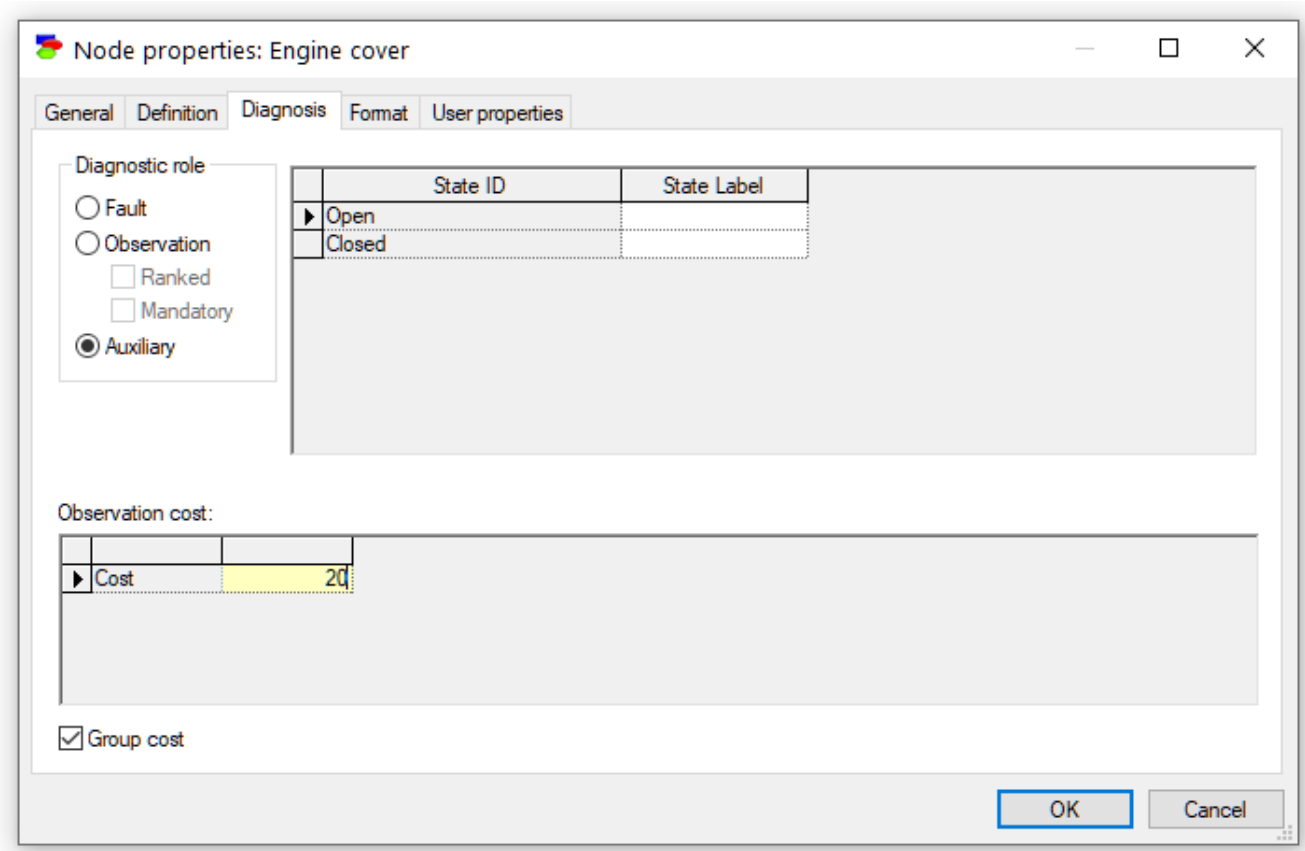 Node properties: Engine cover
General Definition Diagnosis Format User properties
Diagnostic role
Fault
Observation
Ranked
Mandatory
Auxiliary
State ID State Label
Open
Closed
Observation cost:
Cost 20
Group cost
OK Cancel